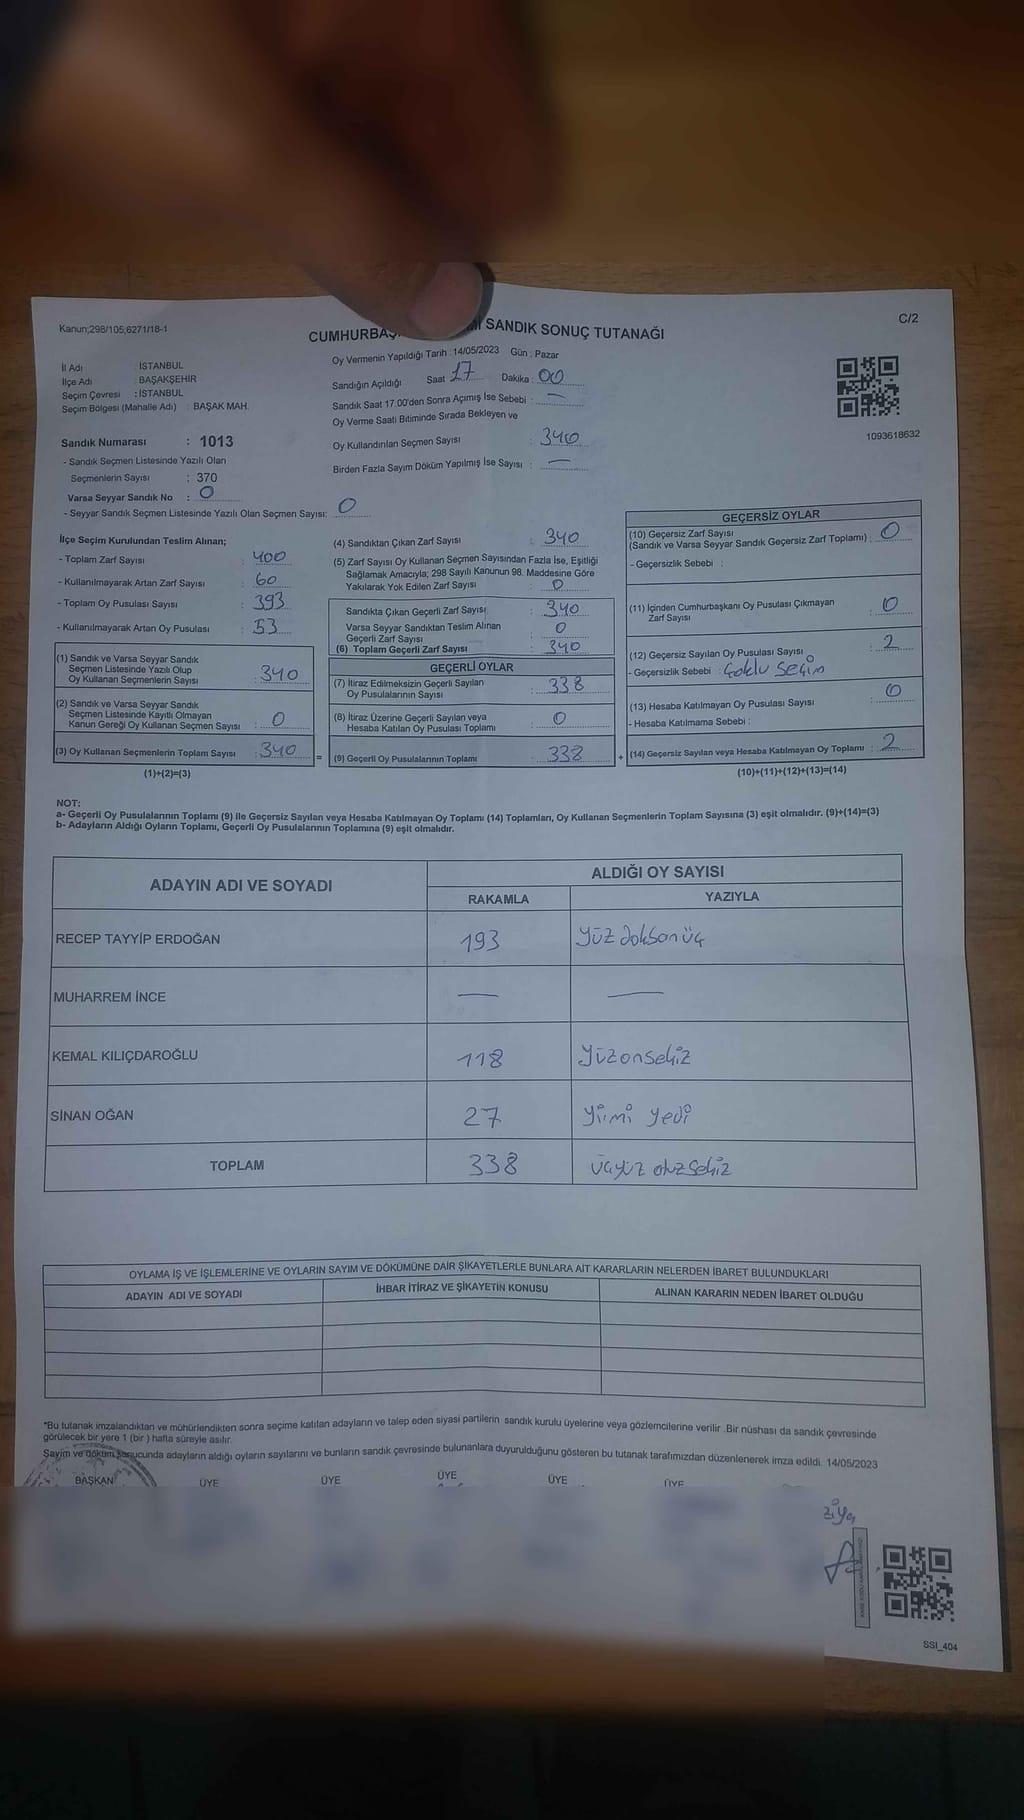 Kanun;298/105;6271/18-1
C/2
CUMHURBAŞ Mİ SANDIK SONUÇ TUTANAĞI
İl Adı : İSTANBUL
İlçe Adı : BAŞAKŞEHİR
Seçim Çevresi : İSTANBUL
Seçim Bölgesi (Mahalle Adı) : BAŞAK MAH.
Oy Vermenin Yapıldığı Tarih : 14/05/2023 Gün : Pazar
Sandığın Açıldığı Saat 17 Dakika : 00
Sandık Saat 17.00'den Sonra Açımış İse Sebebi : —
Oy Verme Saati Bitiminde Sırada Bekleyen ve
Oy Kullandırılan Seçmen Sayısı : 340
Birden Fazla Sayım Döküm Yapılmış İse Sayısı : —
1093618632
Sandık Numarası : 1013
- Sandık Seçmen Listesinde Yazılı Olan
Seçmenlerin Sayısı : 370
Varsa Seyyar Sandık No : 0
- Seyyar Sandık Seçmen Listesinde Yazılı Olan Seçmen Sayısı: 0
İlçe Seçim Kurulundan Teslim Alınan;
- Toplam Zarf Sayısı : 400
- Kullanılmayarak Artan Zarf Sayısı : 60
- Toplam Oy Pusulası Sayısı : 393
- Kullanılmayarak Artan Oy Pusulası : 53
(1) Sandık ve Varsa Seyyar Sandık
Seçmen Listesinde Yazılı Olup
Oy Kullanan Seçmenlerin Sayısı : 340
(2) Sandık ve Varsa Seyyar Sandık
Seçmen Listesinde Kayıtlı Olmayan
Kanun Gereği Oy Kullanan Seçmen Sayısı : 0
(3) Oy Kullanan Seçmenlerin Toplam Sayısı : 340 =
(1)+(2)=(3)
(4) Sandıktan Çıkan Zarf Sayısı : 340
(5) Zarf Sayısı Oy Kullanan Seçmen Sayısından Fazla İse, Eşitliği
Sağlamak Amacıyla; 298 Sayılı Kanunun 98. Maddesine Göre
Yakılarak Yok Edilen Zarf Sayısı : 0
Sandıkta Çıkan Geçerli Zarf Sayısı : 340
Varsa Seyyar Sandıktan Teslim Alınan
Geçerli Zarf Sayısı : 0
(6) Toplam Geçerli Zarf Sayısı : 340
GEÇERLİ OYLAR
(7) İtiraz Edilmeksizin Geçerli Sayılan
Oy Pusulalarının Sayısı : 338
(8) İtiraz Üzerine Geçerli Sayılan veya
Hesaba Katılan Oy Pusulası Toplamı : 0
(9) Geçerli Oy Pusulalarının Toplamı : 338 +
GEÇERSİZ OYLAR
(10) Geçersiz Zarf Sayısı
(Sandık ve Varsa Seyyar Sandık Geçersiz Zarf Toplamı) : 0
- Geçersizlik Sebebi :
(11) İçinden Cumhurbaşkanı Oy Pusulası Çıkmayan
Zarf Sayısı : 0
(12) Geçersiz Sayılan Oy Pusulası Sayısı : 2
- Geçersizlik Sebebi : Çoklu Seçim
(13) Hesaba Katılmayan Oy Pusulası Sayısı : 0
- Hesaba Katılmama Sebebi :
(14) Geçersiz Sayılan veya Hesaba Katılmayan Oy Toplamı : 2
(10)+(11)+(12)+(13)=(14)
NOT:
a- Geçerli Oy Pusulalarının Toplamı (9) ile Geçersiz Sayılan veya Hesaba Katılmayan Oy Toplamı (14) Toplamları, Oy Kullanan Seçmenlerin Toplam Sayısına (3) eşit olmalıdır. (9)+(14)=(3)
b- Adayların Aldığı Oyların Toplamı, Geçerli Oy Pusulalarının Toplamına (9) eşit olmalıdır.
ADAYIN ADI VE SOYADI
ALDIĞI OY SAYISI
RAKAMLA YAZIYLA
RECEP TAYYİP ERDOĞAN 193 Yüz doksan üç
MUHARREM İNCE — —
KEMAL KILIÇDAROĞLU 118 Yüzonsekiz
SİNAN OĞAN 27 Yirmi yedi
TOPLAM 338 üçyüz otuzsekiz
OYLAMA İŞ VE İŞLEMLERİNE VE OYLARIN SAYIM VE DÖKÜMÜNE DAİR ŞİKAYETLERLE BUNLARA AİT KARARLARIN NELERDEN İBARET BULUNDUKLARI
ADAYIN ADI VE SOYADI İHBAR İTİRAZ VE ŞİKAYETİN KONUSU ALINAN KARARIN NEDEN İBARET OLDUĞU
*Bu tutanak imzalandıktan ve mühürlendikten sonra seçime katılan adayların ve talep eden siyasi partilerin sandık kurulu üyelerine veya gözlemcilerine verilir .Bir nüshası da sandık çevresinde
görülecek bir yere 1 (bir ) hafta süreyle asılır.
Sayım ve döküm sonucunda adayların aldığı oyların sayılarını ve bunların sandık çevresinde bulunanlara duyurulduğunu gösteren bu tutanak tarafımızdan düzenlenerek imza edildi. 14/05/2023
BAŞKAN ÜYE ÜYE ÜYE ÜYE ÜYE
ziya
SSI_404